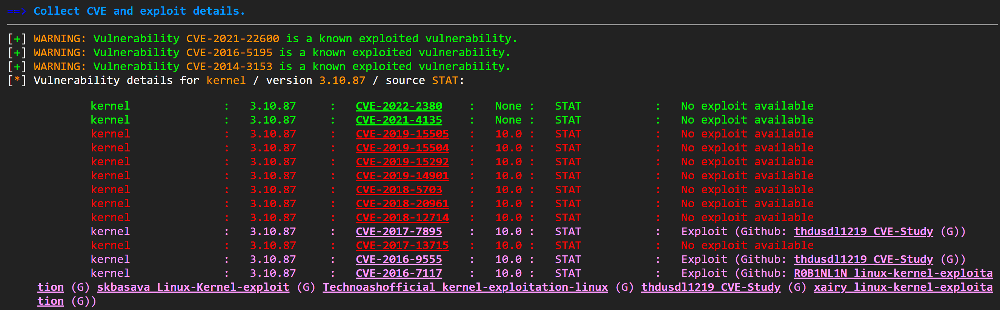 ==> Collect CVE and exploit details.
[+] WARNING: Vulnerability CVE-2021-22600 is a known exploited vulnerability.
[+] WARNING: Vulnerability CVE-2016-5195 is a known exploited vulnerability.
[+] WARNING: Vulnerability CVE-2014-3153 is a known exploited vulnerability.
[*] Vulnerability details for kernel / version 3.10.87 / source STAT:
kernel : 3.10.87 : CVE-2022-2380 : None : STAT : No exploit available
kernel : 3.10.87 : CVE-2021-4135 : None : STAT : No exploit available
kernel : 3.10.87 : CVE-2019-15505 : 10.0 : STAT : No exploit available
kernel : 3.10.87 : CVE-2019-15504 : 10.0 : STAT : No exploit available
kernel : 3.10.87 : CVE-2019-15292 : 10.0 : STAT : No exploit available
kernel : 3.10.87 : CVE-2019-14901 : 10.0 : STAT : No exploit available
kernel : 3.10.87 : CVE-2018-5703 : 10.0 : STAT : No exploit available
kernel : 3.10.87 : CVE-2018-20961 : 10.0 : STAT : No exploit available
kernel : 3.10.87 : CVE-2018-12714 : 10.0 : STAT : No exploit available
kernel : 3.10.87 : CVE-2017-7895 : 10.0 : STAT : Exploit (Github: thdusdl1219_CVE-Study (G))
kernel : 3.10.87 : CVE-2017-13715 : 10.0 : STAT : No exploit available
kernel : 3.10.87 : CVE-2016-9555 : 10.0 : STAT : Exploit (Github: thdusdl1219_CVE-Study (G))
kernel : 3.10.87 : CVE-2016-7117 : 10.0 : STAT : Exploit (Github: R0B1NL1N_linux-kernel-exploita
tion (G) skbasava_Linux-Kernel-exploit (G) Technoashofficial_kernel-exploitation-linux (G) thdusdl1219_CVE-Study (G) xairy_linux-kernel-exploita
tion (G))